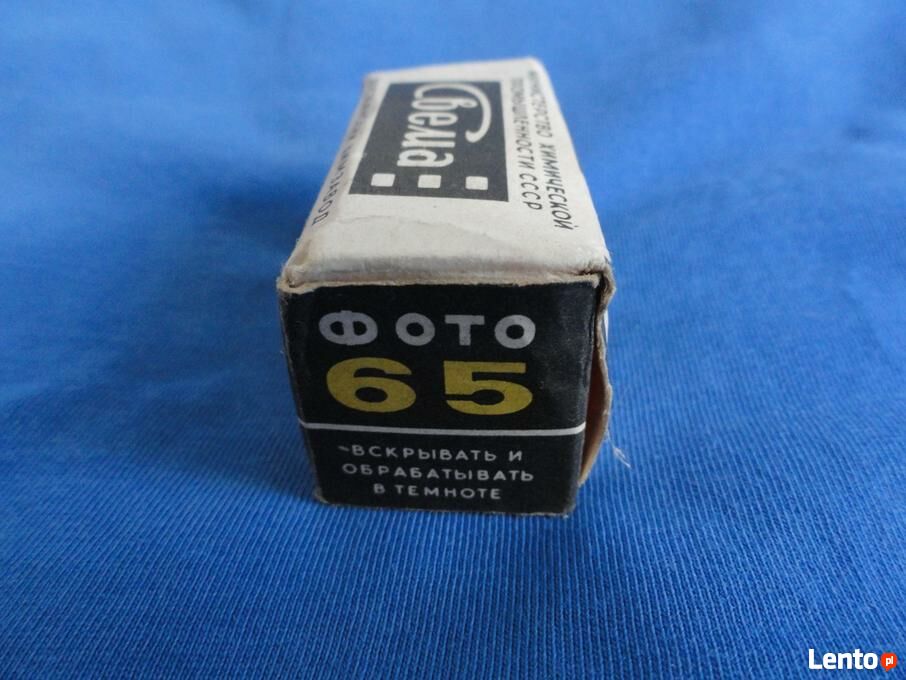 МИНИСТЕРСТВО ХИМИЧЕСКОЙ
ПРОМЫШЛЕННОСТИ СССР
Свема
ФОТО
65
ВСКРЫВАТЬ И
ОБРАБАТЫВАТЬ
В ТЕМНОТЕ
Lento.pl